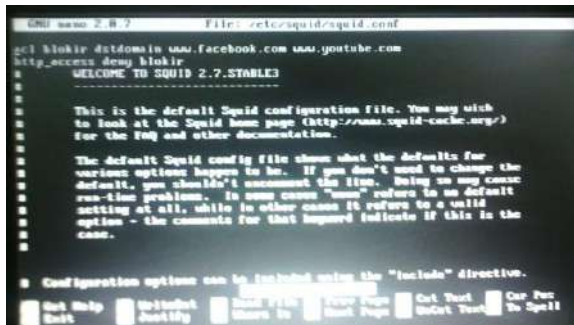 GNU nano 2.0.7 File: /etc/squid/squid.conf
acl blokir dstdomain www.facebook.com www.youtube.com
http_access deny blokir
# WELCOME TO SQUID 2.7.STABLE3
# ----------------------------
#
# This is the default Squid configuration file. You may wish
# to look at the Squid home page (http://www.squid-cache.org/)
# for the FAQ and other documentation.
#
# The default Squid config file shows what the defaults for
# various options happen to be. If you don't need to change the
# default, you shouldn't uncomment the line. Doing so may cause
# run-time problems. In some cases "none" refers to no default
# setting at all, while in other cases it refers to a valid
# option - the comments for that keyword indicate if this is the
# case.
#
# Configuration options can be included using the "include" directive.
Get Help WriteOut Read File Prev Page Cut Text Cur Pos
Exit Justify Where Is Next Page UnCut Text To Spell